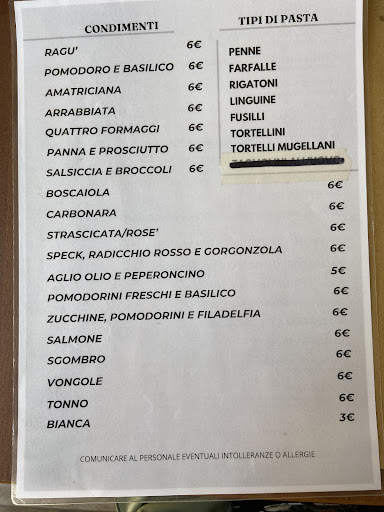 CONDIMENTI
RAGU' 6€
POMODORO E BASILICO 6€
AMATRICIANA 6€
ARRABBIATA 6€
QUATTRO FORMAGGI 6€
PANNA E PROSCIUTTO 6€
SALSICCIA E BROCCOLI 6€
BOSCAIOLA 6€
CARBONARA 6€
STRASCICATA/ROSE' 6€
SPECK, RADICCHIO ROSSO E GORGONZOLA 6€
AGLIO OLIO E PEPERONCINO 5€
POMODORINI FRESCHI E BASILICO 6€
ZUCCHINE, POMODORINI E FILADELFIA 6€
SALMONE 6€
SGOMBRO 6€
VONGOLE 6€
TONNO 6€
BIANCA 3€
TIPI DI PASTA
PENNE
FARFALLE
RIGATONI
LINGUINE
FUSILLI
TORTELLINI
TORTELLI MUGELLANI
COMUNICARE AL PERSONALE EVENTUALI INTOLLERANZE O ALLERGIE